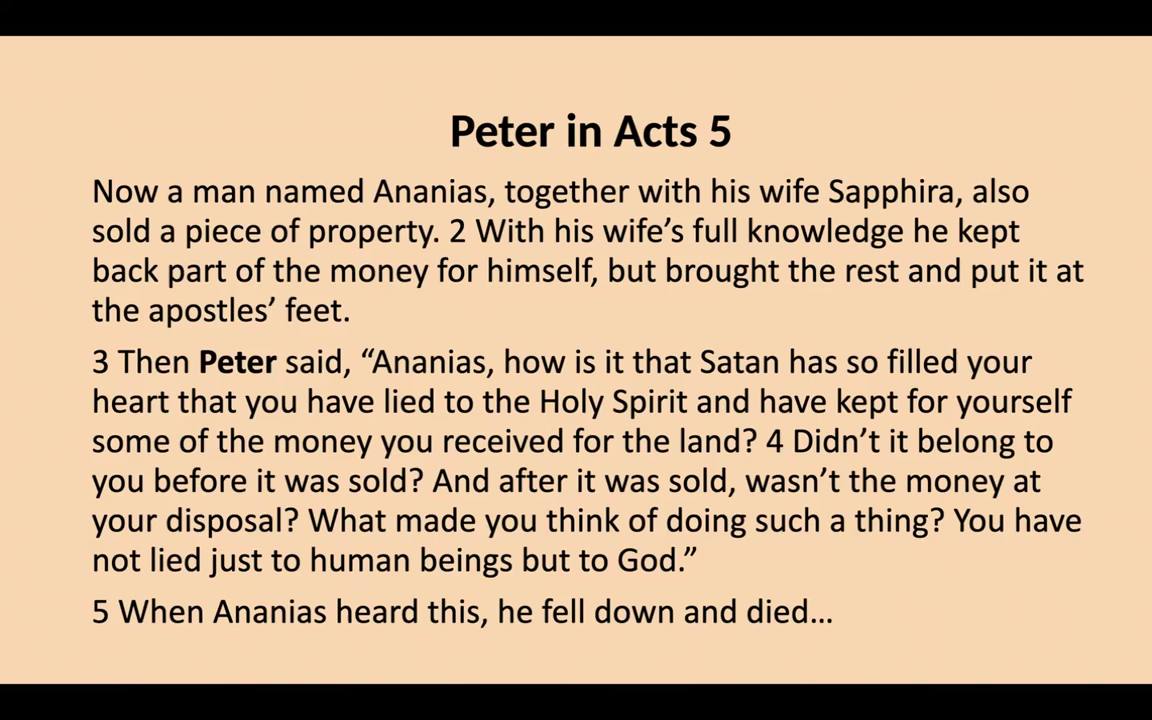 Peter in Acts 5
Now a man named Ananias, together with his wife Sapphira, also
sold a piece of property. 2 With his wife’s full knowledge he kept
back part of the money for himself, but brought the rest and put it at
the apostles’ feet.
3 Then Peter said, “Ananias, how is it that Satan has so filled your
heart that you have lied to the Holy Spirit and have kept for yourself
some of the money you received for the land? 4 Didn’t it belong to
you before it was sold? And after it was sold, wasn’t the money at
your disposal? What made you think of doing such a thing? You have
not lied just to human beings but to God.”
5 When Ananias heard this, he fell down and died…